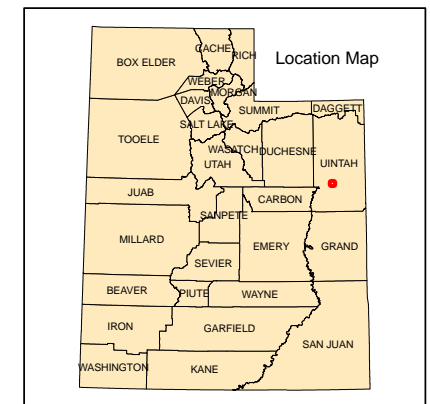 Location Map
CACHE
RICH
BOX ELDER
WEBER
MORGAN
DAVIS
SUMMIT
DAGGETT
SALT LAKE
TOOELE
WASATCH
DUCHESNE
UTAH
UINTAH
JUAB
CARBON
SANPETE
MILLARD
EMERY
GRAND
SEVIER
BEAVER
PIUTE
WAYNE
IRON
GARFIELD
SAN JUAN
WASHINGTON
KANE